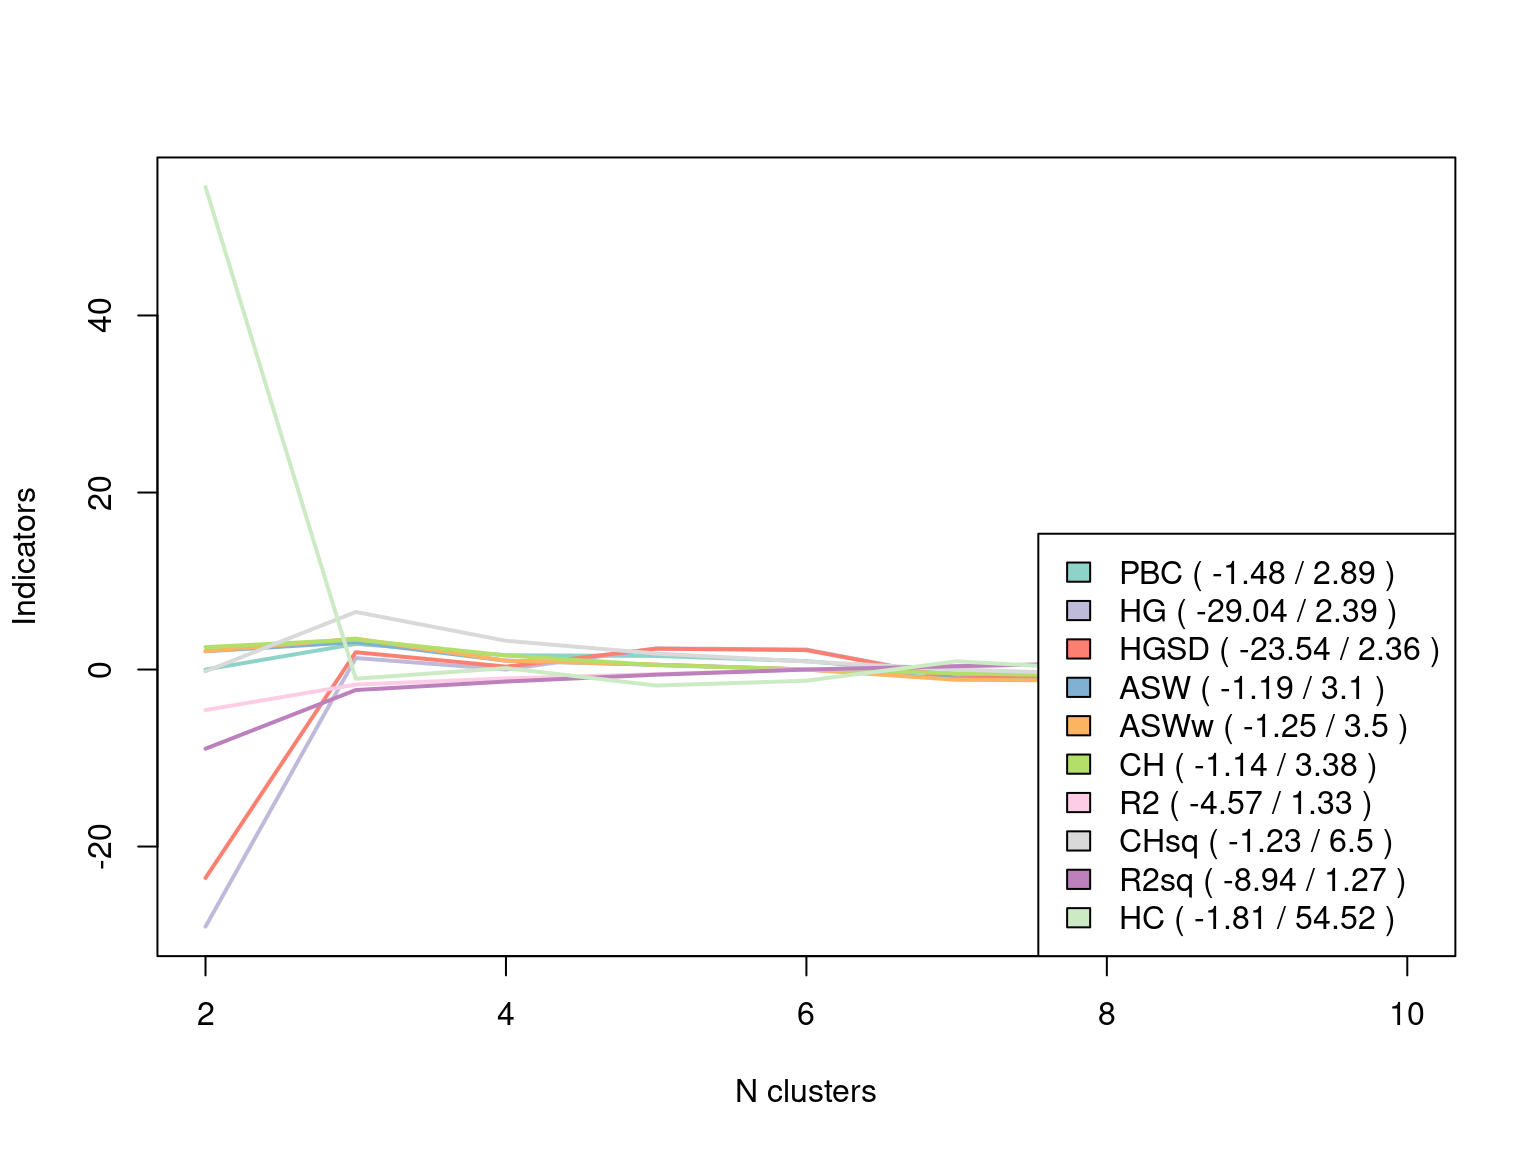 Indicators
40
20
0
-20
PBC ( -1.48 / 2.89 )
HG ( -29.04 / 2.39 )
HGSD ( -23.54 / 2.36 )
ASW ( -1.19 / 3.1 )
ASWw ( -1.25 / 3.5 )
CH ( -1.14 / 3.38 )
R2 ( -4.57 / 1.33 )
CHsq ( -1.23 / 6.5 )
R2sq ( -8.94 / 1.27 )
HC ( -1.81 / 54.52 )
2 4 6 8 10
N clusters